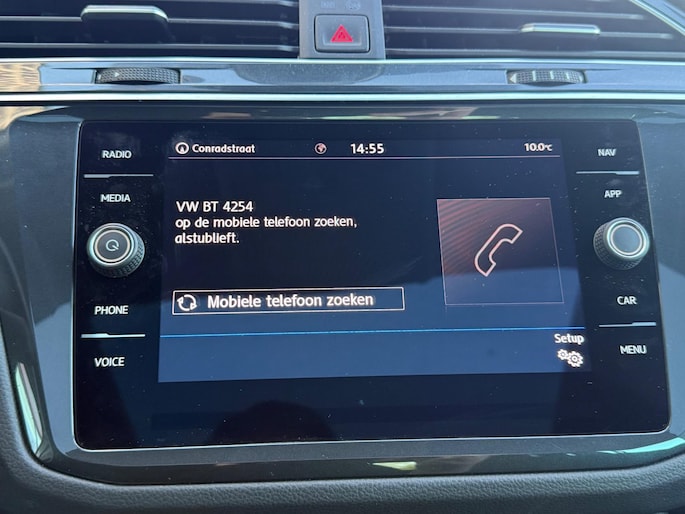 RADIO
MEDIA
PHONE
VOICE
Conradstraat
14:55
10.0°C
VW BT 4254
op de mobiele telefoon zoeken,
alstublieft.
Mobiele telefoon zoeken
Setup
NAV
APP
CAR
MENU